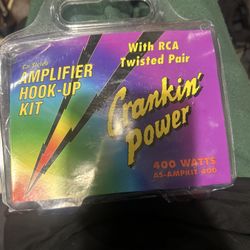 Car Stereo
AMPLIFIER
HOOK-UP
KIT
With RCA
Twisted Pair
Crankin'
power
400 WATTS
AS-AMPKIT-400